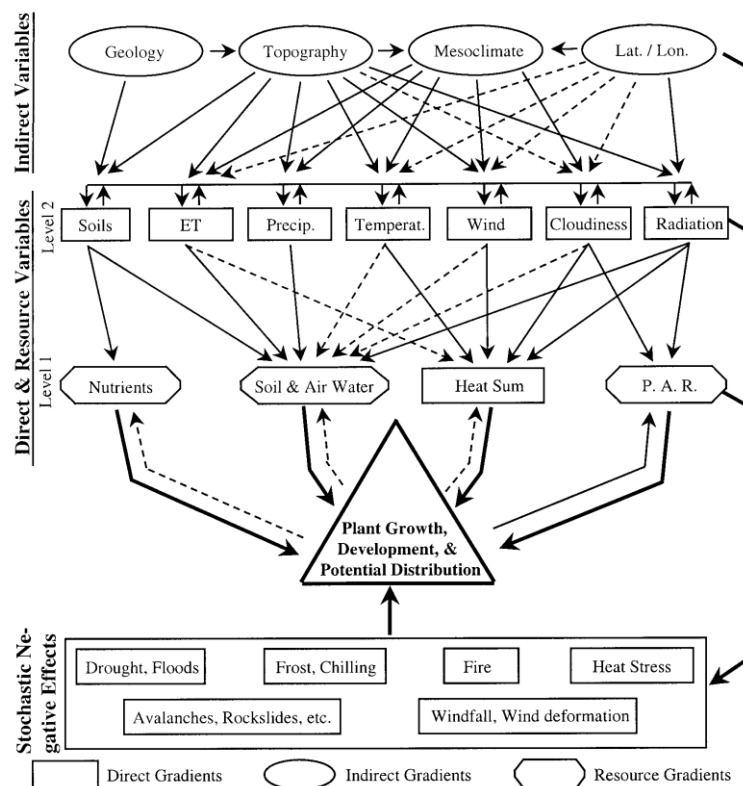 Indirect Variables
Geology
Topography
Mesoclimate
Lat. / Lon.
Direct & Resource Variables
Level 2
Soils
ET
Precip.
Temperat.
Wind
Cloudiness
Radiation
Level 1
Nutrients
Soil & Air Water
Heat Sum
P. A. R.
Plant Growth,
Development, &
Potential Distribution
Stochastic Ne-
gative Effects
Drought, Floods
Frost, Chilling
Fire
Heat Stress
Avalanches, Rockslides, etc.
Windfall, Wind deformation
Direct Gradients
Indirect Gradients
Resource Gradients